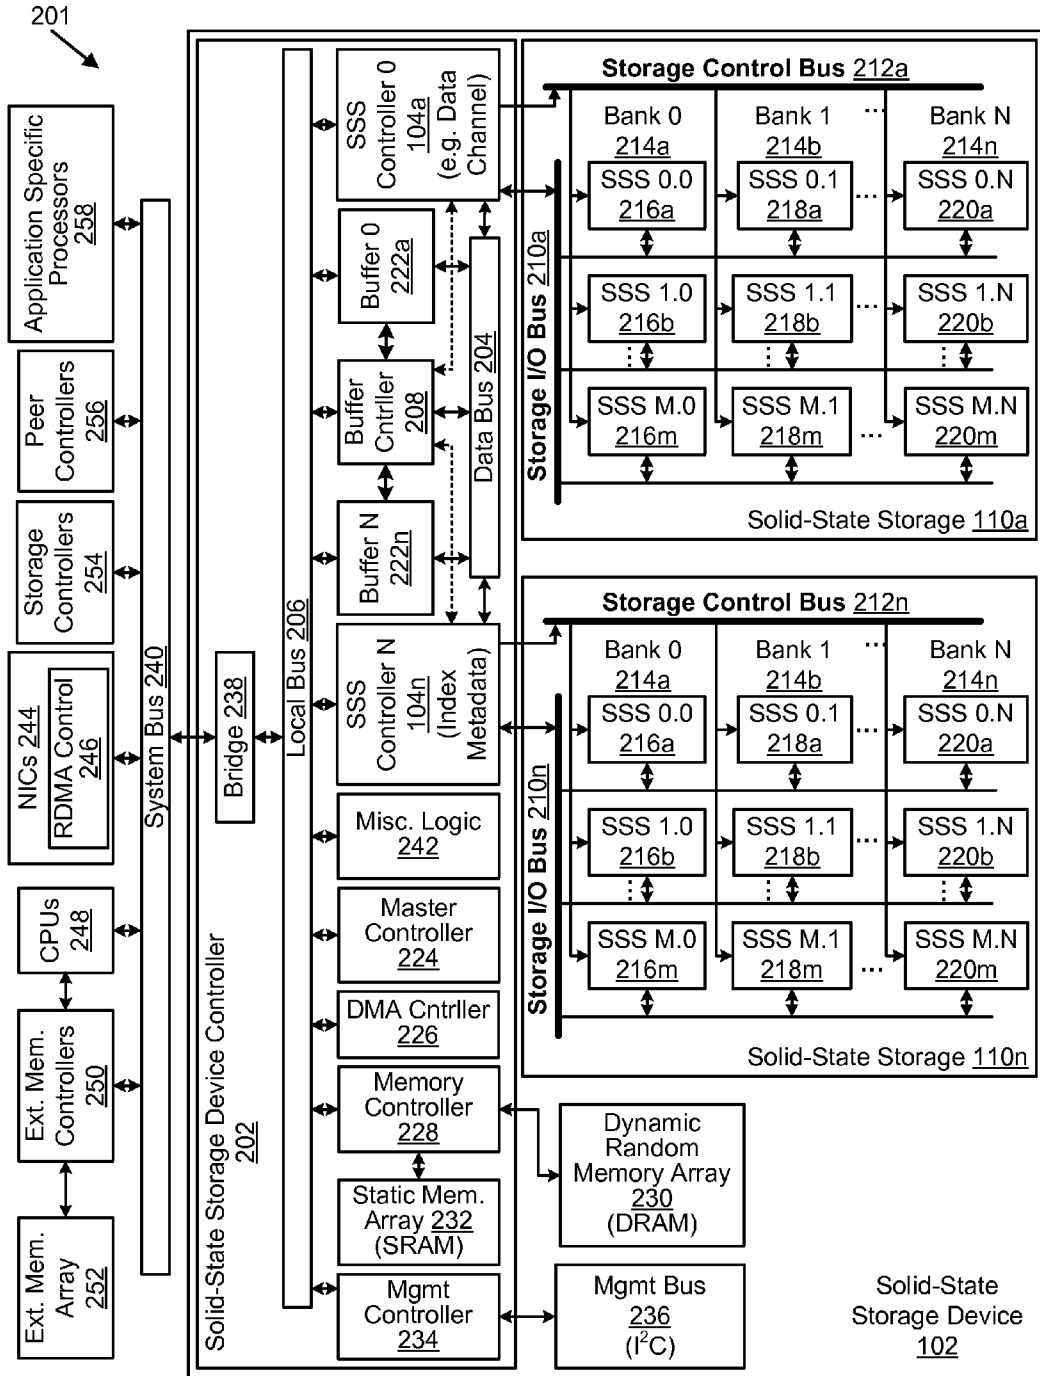 201
Application Specific
Processors
258
Peer
Controllers
256
Storage
Controllers
254
NICs 244
RDMA Control
246
CPUs
248
Ext. Mem.
Controllers
250
Ext. Mem.
Array
252
System Bus 240
Bridge 238
Solid-State Storage Device Controller
202
Local Bus 206
SSS
Controller 0
104a
(e.g. Data
Channel)
Buffer 0
222a
Buffer
Cntrller
208
Buffer N
222n
Data Bus 204
SSS
Controller N
104n
(Index
Metadata)
Misc. Logic
242
Master
Controller
224
DMA Cntrller
226
Memory
Controller
228
Static Mem.
Array 232
(SRAM)
Mgmt
Controller
234
Storage Control Bus 212a
Storage I/O Bus 210a
Bank 0
214a
Bank 1
214b
...
Bank N
214n
SSS 0.0
216a
SSS 0.1
218a
...
SSS 0.N
220a
SSS 1.0
216b
SSS 1.1
218b
...
SSS 1.N
220b
...
...
...
SSS M.0
216m
SSS M.1
218m
...
SSS M.N
220m
Solid-State Storage 110a
Storage Control Bus 212n
Storage I/O Bus 210n
Bank 0
214a
Bank 1
214b
...
Bank N
214n
SSS 0.0
216a
SSS 0.1
218a
...
SSS 0.N
220a
SSS 1.0
216b
SSS 1.1
218b
...
SSS 1.N
220b
...
...
...
SSS M.0
216m
SSS M.1
218m
...
SSS M.N
220m
Solid-State Storage 110n
Dynamic
Random
Memory Array
230
(DRAM)
Mgmt Bus
236
(I²C)
Solid-State
Storage Device
102